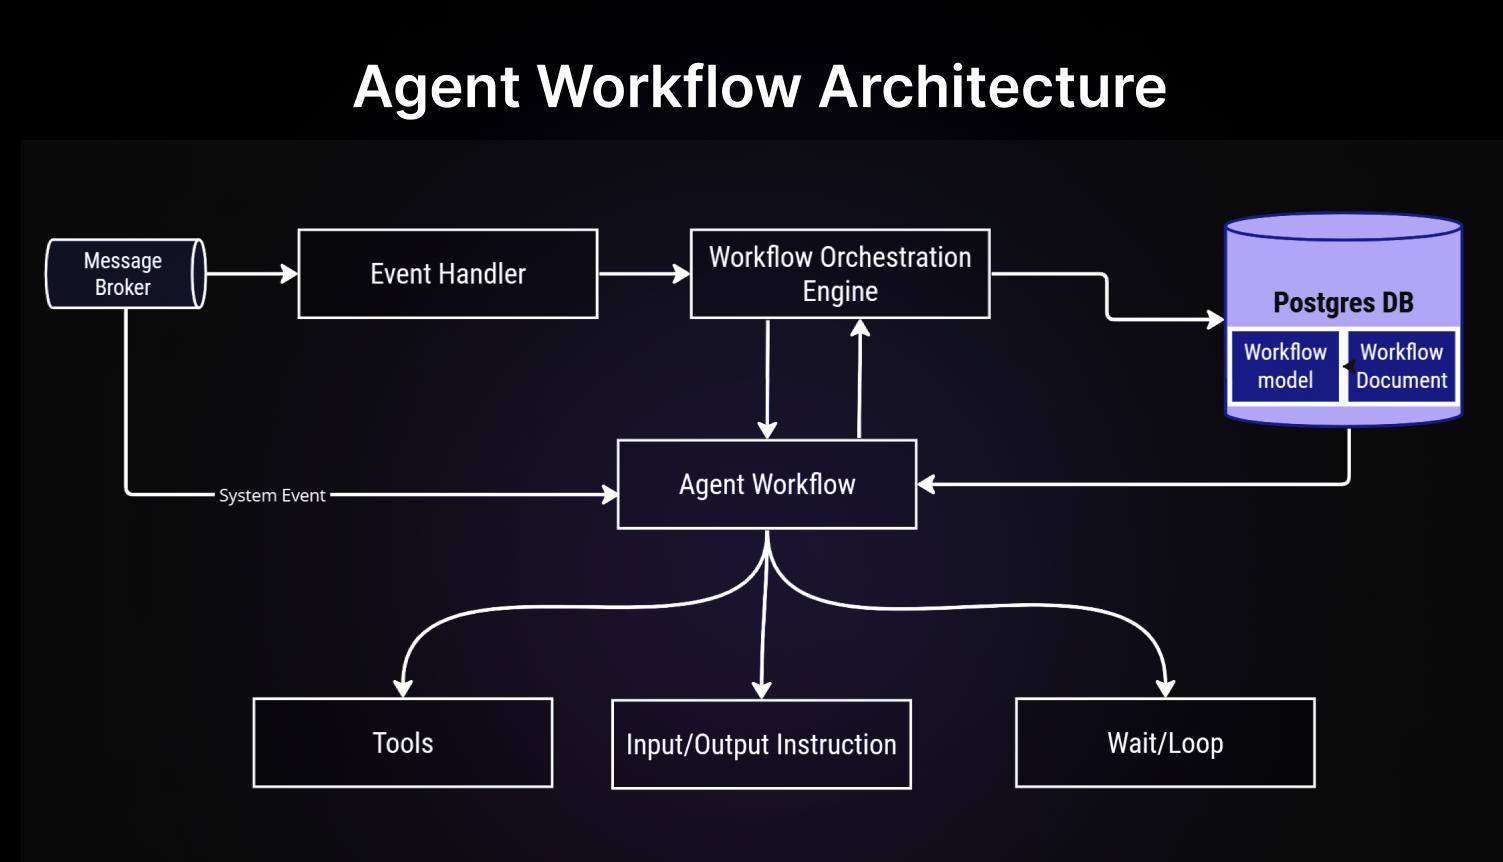 Agent Workflow Architecture
Message
Broker
Event Handler
Workflow Orchestration
Engine
Postgres DB
Workflow
model
Workflow
Document
System Event
Agent Workflow
Tools
Input/Output Instruction
Wait/Loop